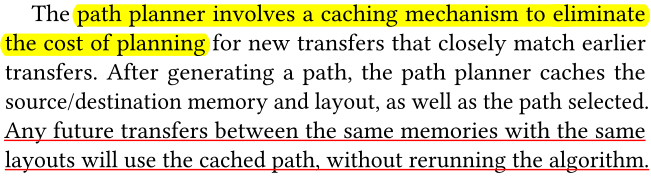 The path planner involves a caching mechanism to eliminate
the cost of planning for new transfers that closely match earlier
transfers. After generating a path, the path planner caches the
source/destination memory and layout, as well as the path selected.
Any future transfers between the same memories with the same
layouts will use the cached path, without rerunning the algorithm.